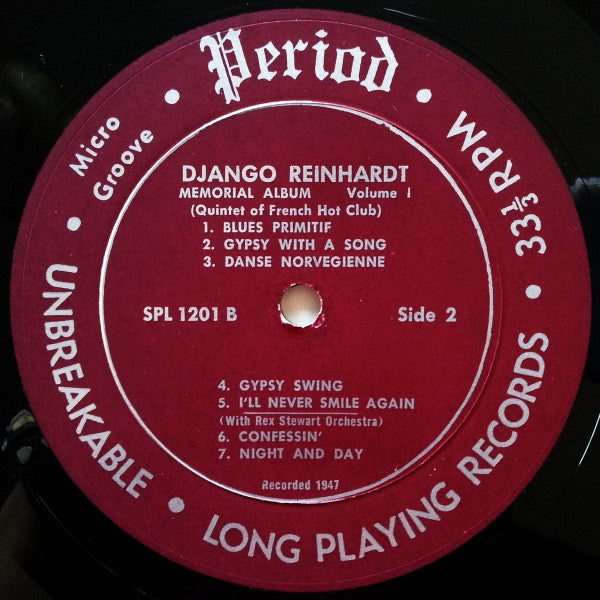 Period
Micro
Groove
33⅓ RPM
UNBREAKABLE
LONG PLAYING RECORDS
DJANGO REINHARDT
MEMORIAL ALBUM Volume I
(Quintet of French Hot Club)
1. BLUES PRIMITIF
2. GYPSY WITH A SONG
3. DANSE NORVEGIENNE
SPL 1201 B Side 2
4. GYPSY SWING
5. I'LL NEVER SMILE AGAIN
(With Rex Stewart Orchestra)
6. CONFESSIN'
7. NIGHT AND DAY
Recorded 1947